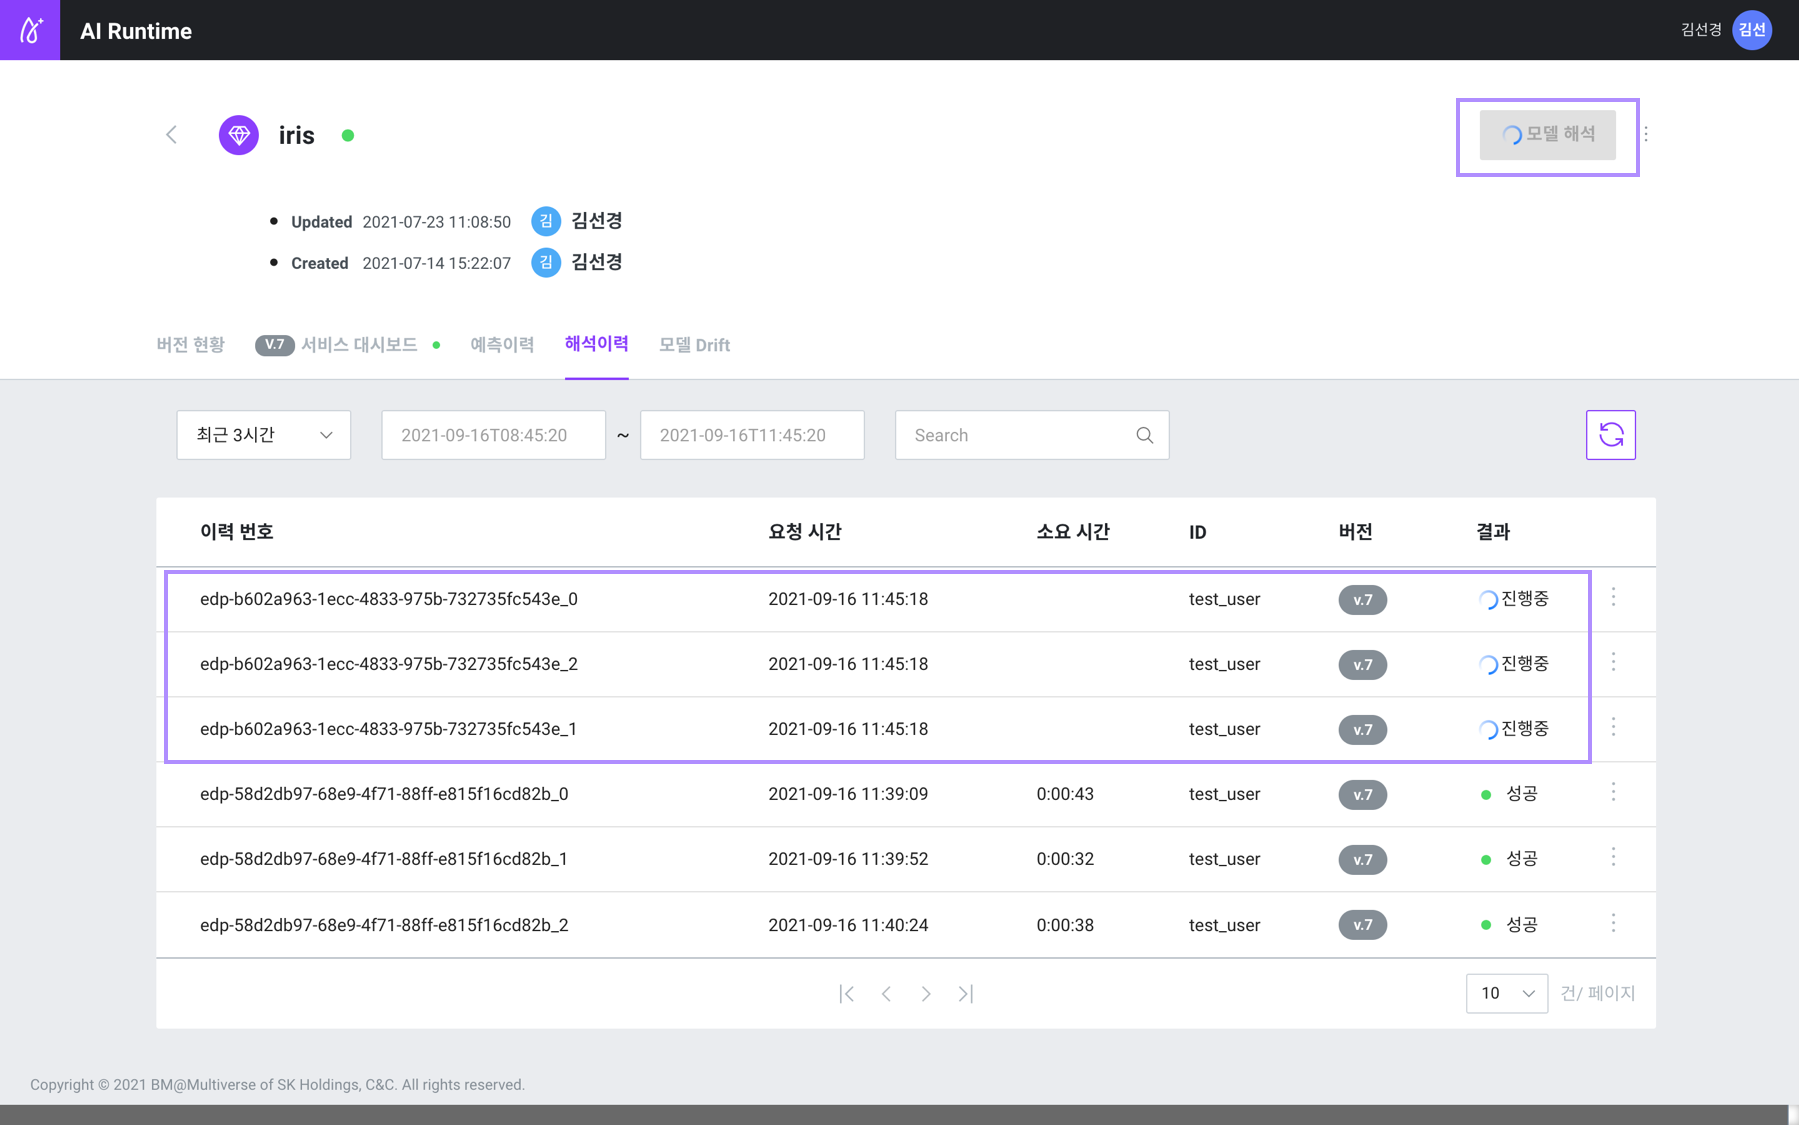 AI Runtime
김선경 김선
iris
모델 해석
Updated 2021-07-23 11:08:50 김 김선경
Created 2021-07-14 15:22:07 김 김선경
버전 현황 V.7 서비스 대시보드 예측이력 해석이력 모델 Drift
최근 3시간 2021-09-16T08:45:20 ~ 2021-09-16T11:45:20 Search
이력 번호 요청 시간 소요 시간 ID 버전 결과
edp-b602a963-1ecc-4833-975b-732735fc543e_0 2021-09-16 11:45:18 test_user v.7 진행중
edp-b602a963-1ecc-4833-975b-732735fc543e_2 2021-09-16 11:45:18 test_user v.7 진행중
edp-b602a963-1ecc-4833-975b-732735fc543e_1 2021-09-16 11:45:18 test_user v.7 진행중
edp-58d2db97-68e9-4f71-88ff-e815f16cd82b_0 2021-09-16 11:39:09 0:00:43 test_user v.7 성공
edp-58d2db97-68e9-4f71-88ff-e815f16cd82b_1 2021-09-16 11:39:52 0:00:32 test_user v.7 성공
edp-58d2db97-68e9-4f71-88ff-e815f16cd82b_2 2021-09-16 11:40:24 0:00:38 test_user v.7 성공
10 건/ 페이지
Copyright © 2021 BM@Multiverse of SK Holdings, C&C. All rights reserved.